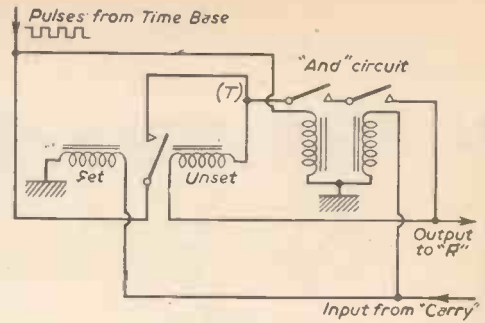 Pulses from Time Base
"And" circuit
(T)
Set
Unset
Output
to "R"
Input from "Carry"